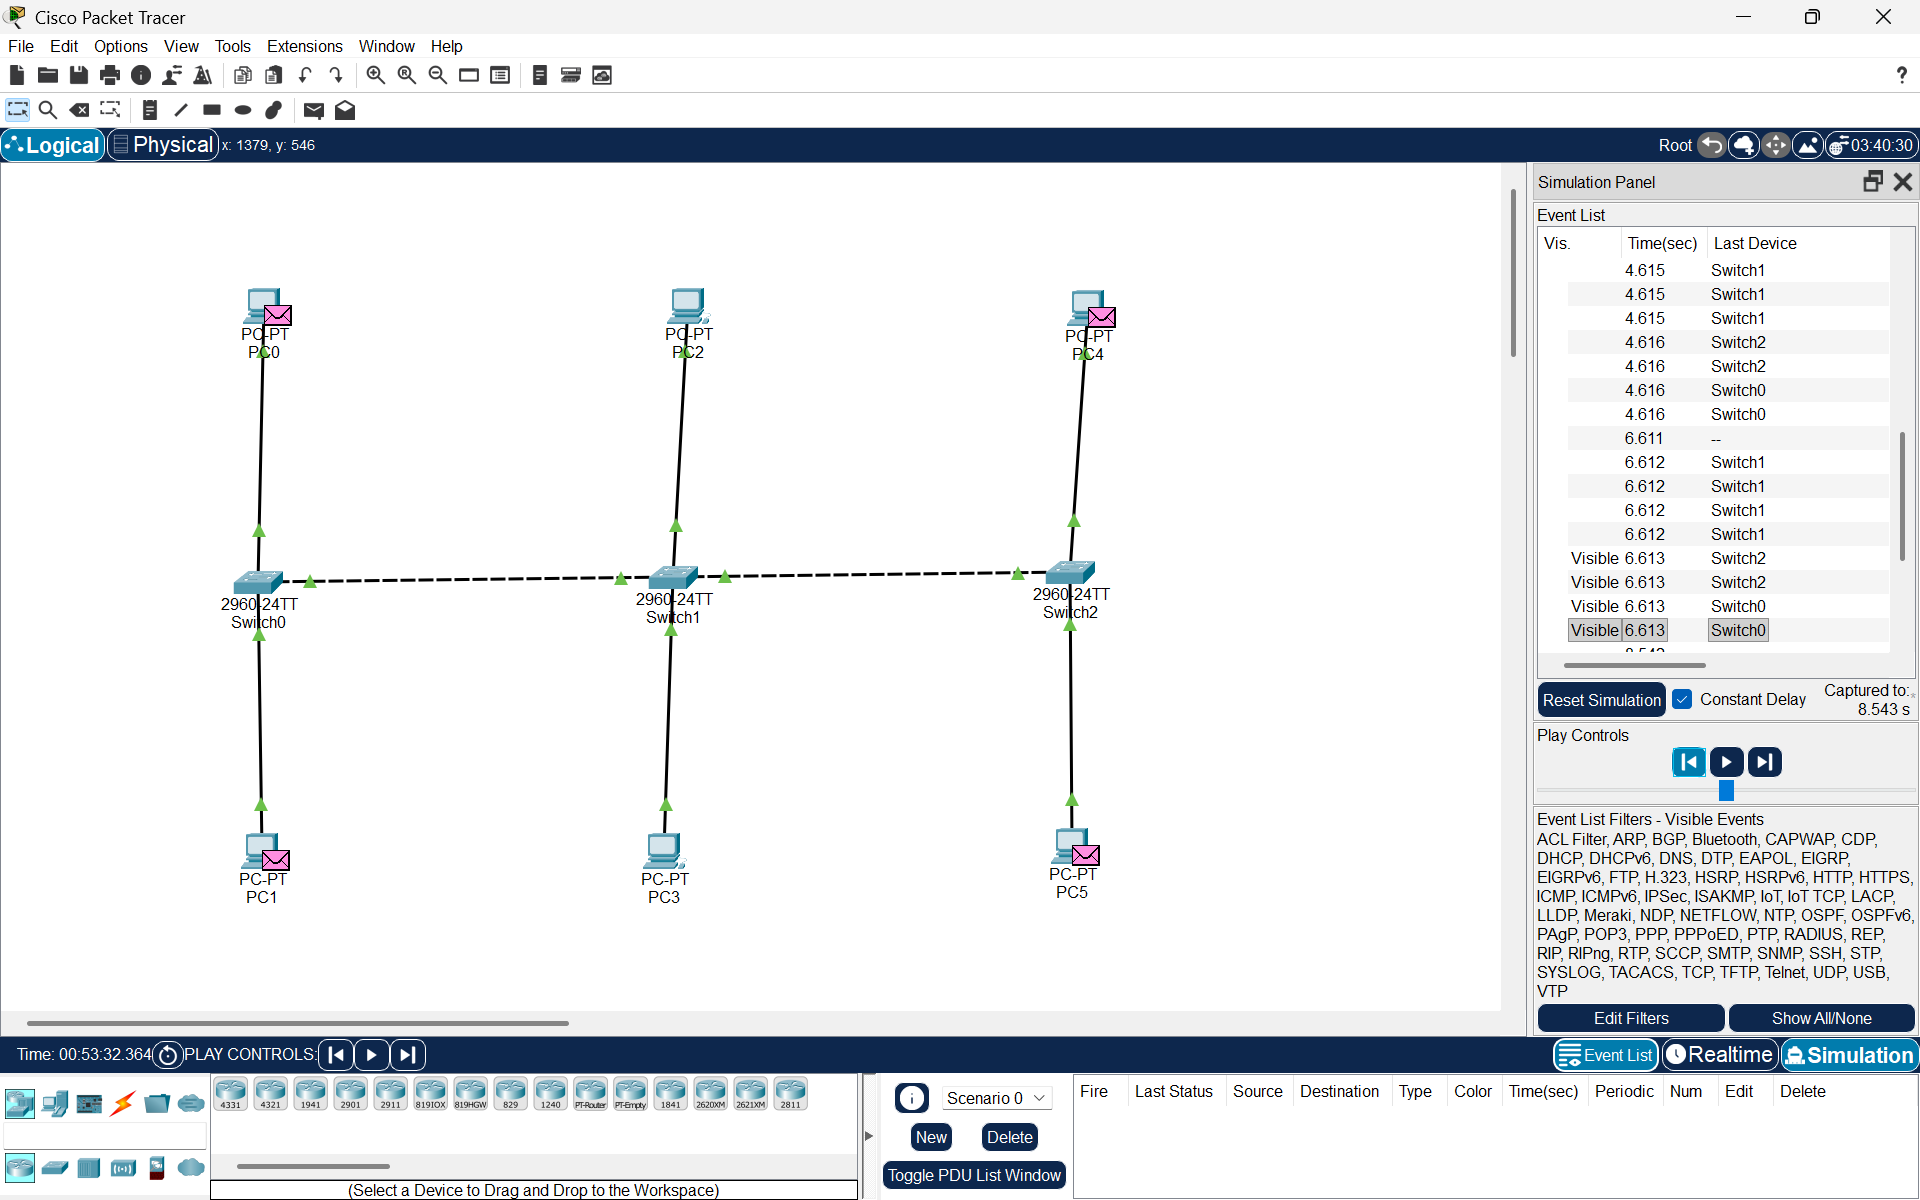 Cisco Packet Tracer
File Edit Options View Tools Extensions Window Help
Logical Physical x: 1379, y: 546 Root 03:40:30
Simulation Panel
Event List
Vis. Time(sec) Last Device
4.615 Switch1
4.615 Switch1
4.615 Switch1
4.616 Switch2
4.616 Switch2
4.616 Switch0
4.616 Switch0
6.611 --
6.612 Switch1
6.612 Switch1
6.612 Switch1
6.612 Switch1
Visible 6.613 Switch2
Visible 6.613 Switch2
Visible 6.613 Switch0
Visible 6.613 Switch0
Reset Simulation Constant Delay Captured to:*
8.543 s
Play Controls
Event List Filters - Visible Events
ACL Filter, ARP, BGP, Bluetooth, CAPWAP, CDP,
DHCP, DHCPv6, DNS, DTP, EAPOL, EIGRP,
EIGRPv6, FTP, H.323, HSRP, HSRPv6, HTTP, HTTPS,
ICMP, ICMPv6, IPSec, ISAKMP, IoT, IoT TCP, LACP,
LLDP, Meraki, NDP, NETFLOW, NTP, OSPF, OSPFv6,
PAgP, POP3, PPP, PPPoED, PTP, RADIUS, REP,
RIP, RIPng, RTP, SCCP, SMTP, SNMP, SSH, STP,
SYSLOG, TACACS, TCP, TFTP, Telnet, UDP, USB,
VTP
Edit Filters Show All/None
PC-PT
PC0
PC-PT
PC2
PC-PT
PC4
2960-24TT
Switch0
2960-24TT
Switch1
2960-24TT
Switch2
PC-PT
PC1
PC-PT
PC3
PC-PT
PC5
Time: 00:53:32.364 PLAY CONTROLS: Event List Realtime Simulation
4331 4321 1941 2901 2911 819IOX 819HGW 829 1240 PT-Router PT-Empty 1841 2620XM 2621XM 2811
(Select a Device to Drag and Drop to the Workspace)
Scenario 0
New Delete
Toggle PDU List Window
Fire Last Status Source Destination Type Color Time(sec) Periodic Num Edit Delete